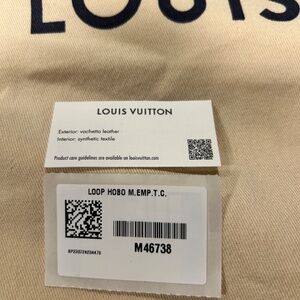 LOUIS
LOUIS VUITTON
Exterior: vachetta leather
Interior: synthetic textile
Product care guidelines are available on louisvuitton.com
LOOP HOBO M.EMP.T.C.
M46738